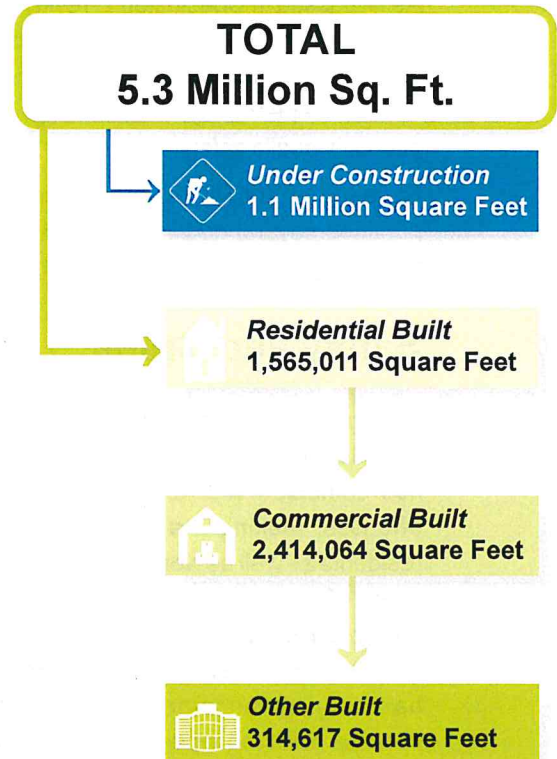 TOTAL
5.3 Million Sq. Ft.
Under Construction
1.1 Million Square Feet
Residential Built
1,565,011 Square Feet
Commercial Built
2,414,064 Square Feet
Other Built
314,617 Square Feet